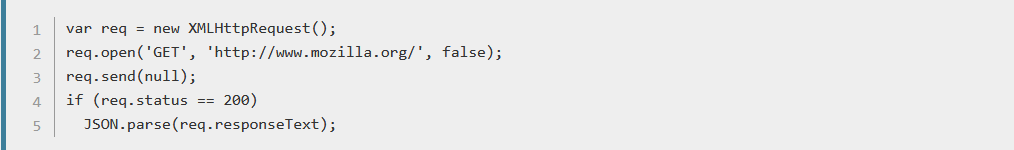 1 var req = new XMLHttpRequest();
2 req.open('GET', 'http://www.mozilla.org/', false);
3 req.send(null);
4 if (req.status == 200)
5   JSON.parse(req.responseText);